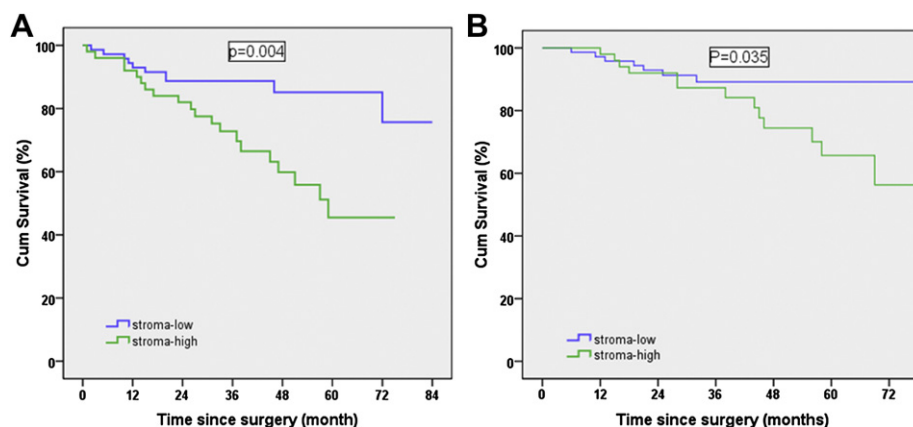 A
p=0.004
Cum Survival (%)
100
80
60
40
20
0
stroma-low
stroma-high
0 12 24 36 48 60 72 84
Time since surgery (month)
B
P=0.035
Cum Survival (%)
100
80
60
40
20
0
stroma-low
stroma-high
0 12 24 36 48 60 72
Time since surgery (months)